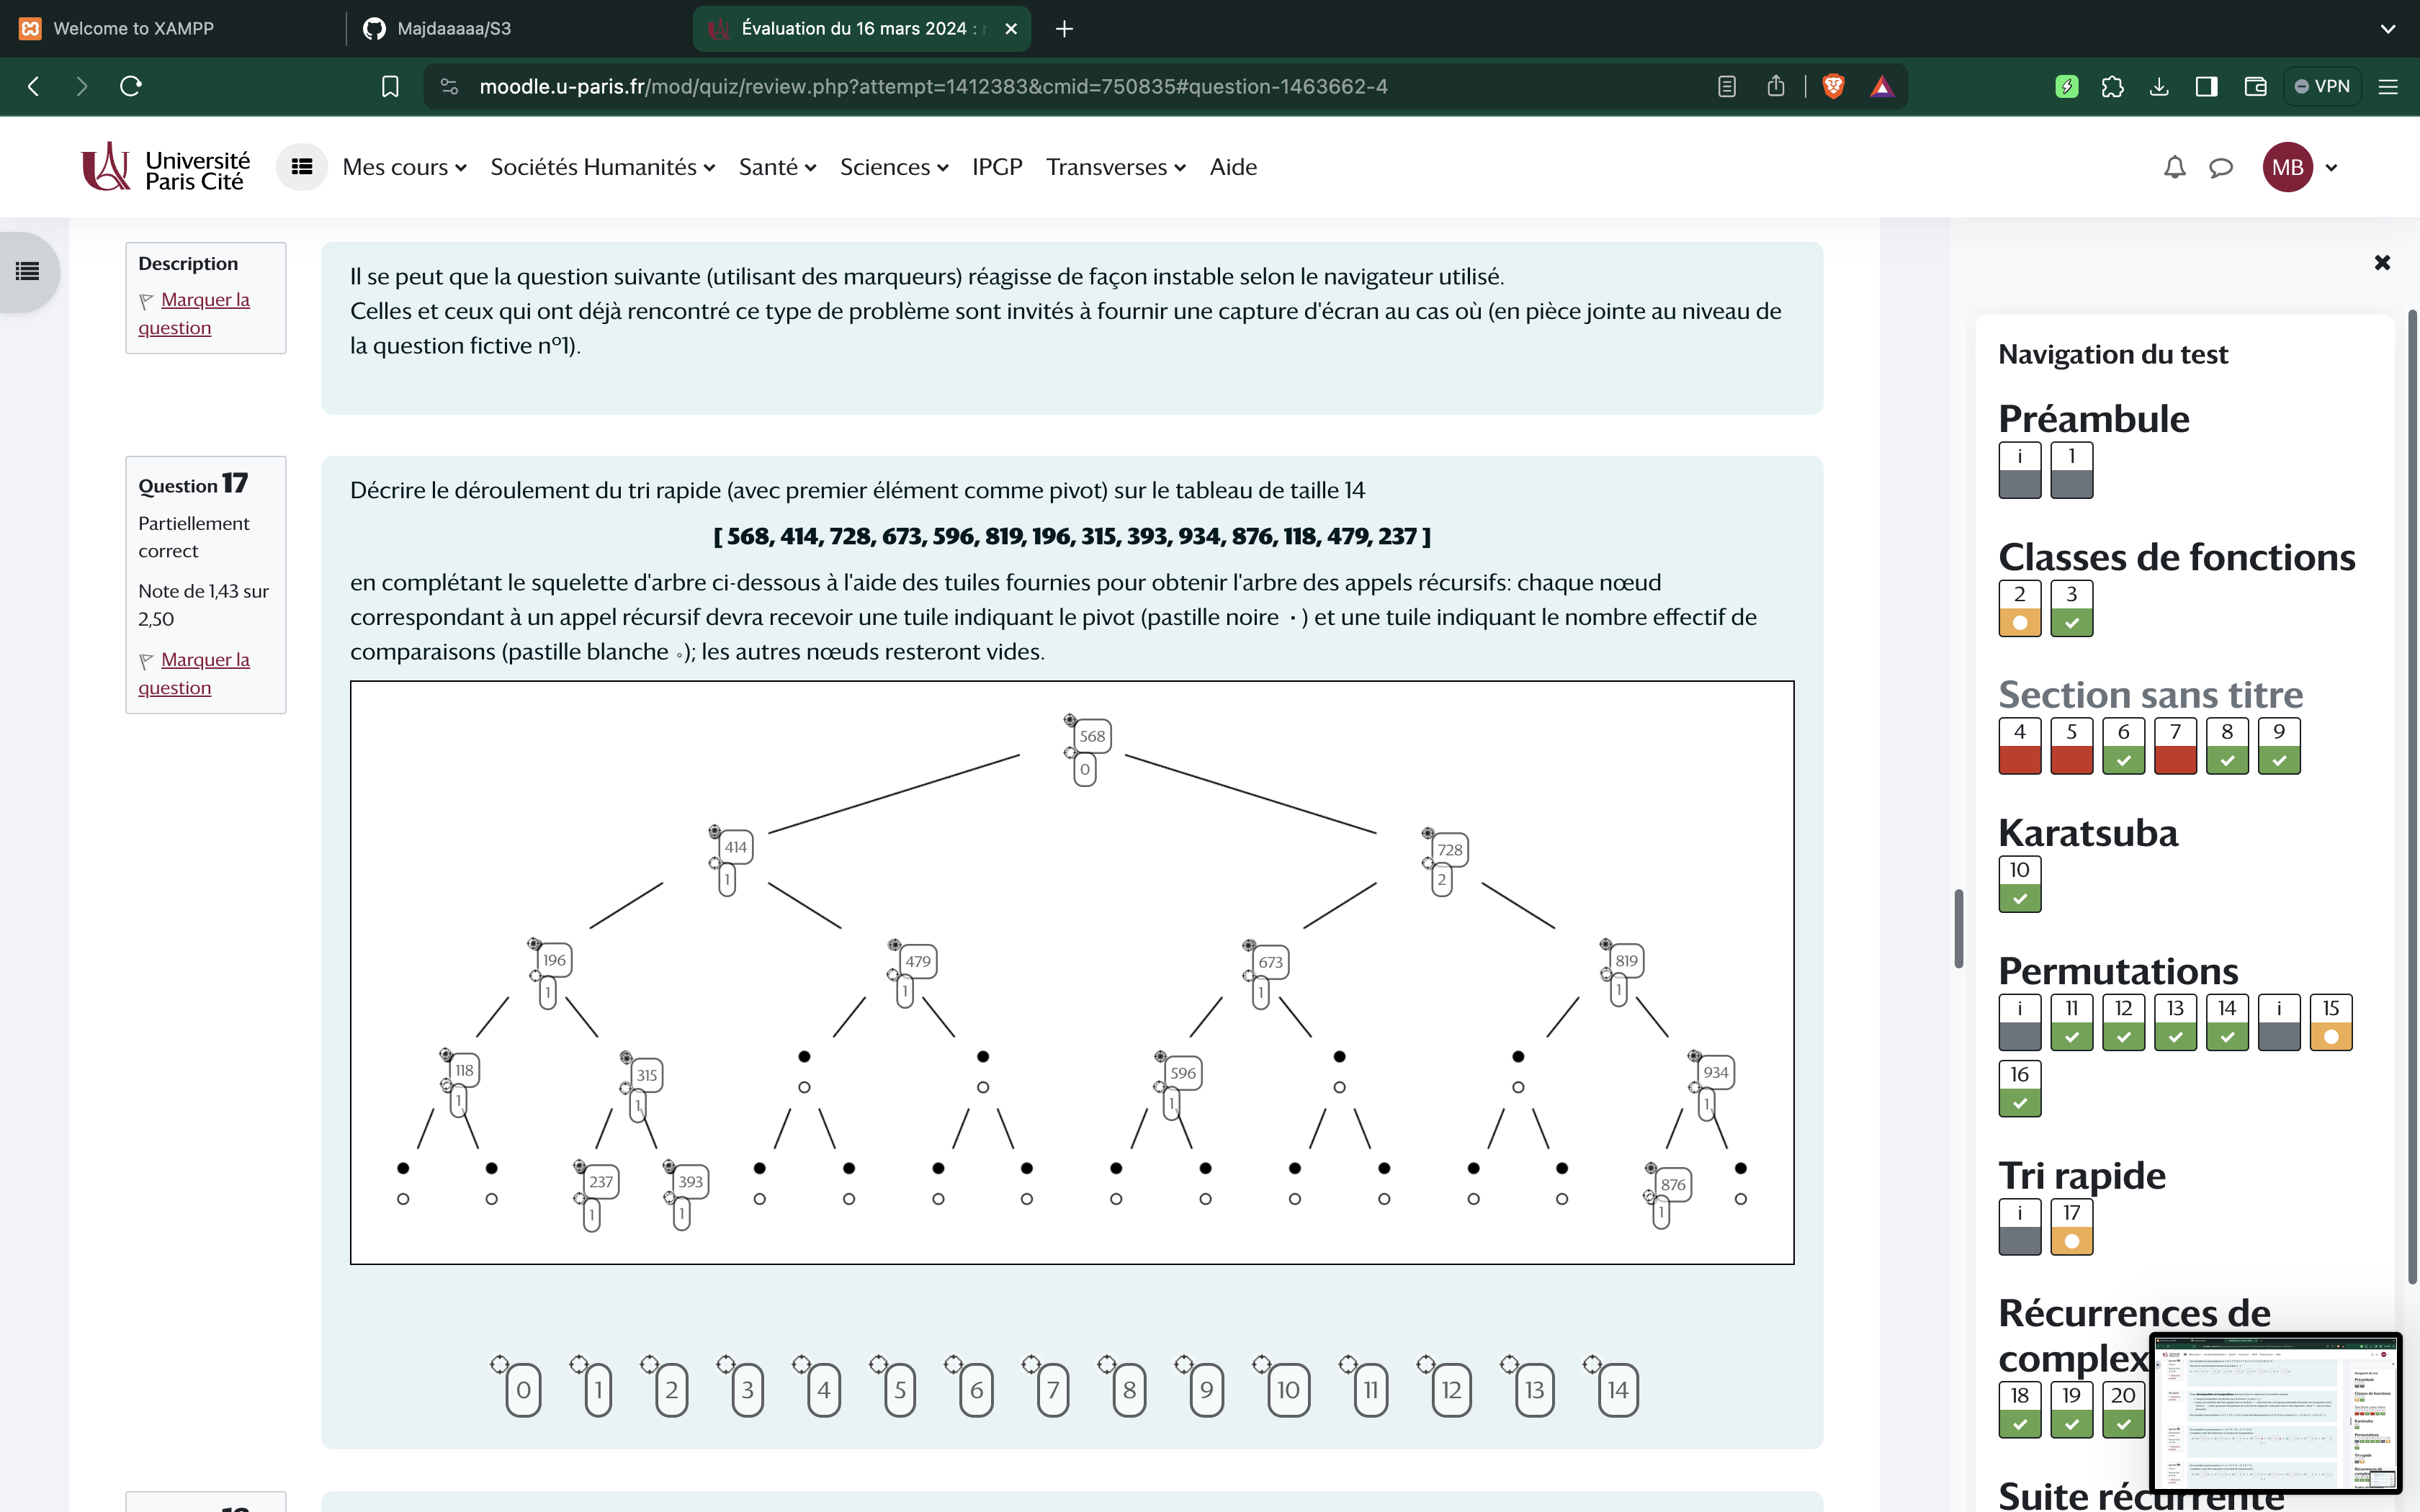 Welcome to XAMPP
Majdaaaaa/S3
Évaluation du 16 mars 2024 :
moodle.u-paris.fr/mod/quiz/review.php?attempt=1412383&cmid=750835#question-1463662-4
VPN
Université
Paris Cité
Mes cours
Sociétés Humanités
Santé
Sciences
IPGP
Transverses
Aide
MB
Description
Marquer la
question
Il se peut que la question suivante (utilisant des marqueurs) réagisse de façon instable selon le navigateur utilisé.
Celles et ceux qui ont déjà rencontré ce type de problème sont invités à fournir une capture d'écran au cas où (en pièce jointe au niveau de
la question fictive nº1).
Question 17
Partiellement
correct
Note de 1,43 sur
2,50
Marquer la
question
Décrire le déroulement du tri rapide (avec premier élément comme pivot) sur le tableau de taille 14
[ 568, 414, 728, 673, 596, 819, 196, 315, 393, 934, 876, 118, 479, 237 ]
en complétant le squelette d'arbre ci-dessous à l'aide des tuiles fournies pour obtenir l'arbre des appels récursifs: chaque nœud
correspondant à un appel récursif devra recevoir une tuile indiquant le pivot (pastille noire • ) et une tuile indiquant le nombre effectif de
comparaisons (pastille blanche ∘); les autres nœuds resteront vides.
568
0
414
1
728
2
196
1
479
1
673
1
819
1
118
1
315
1
596
1
934
1
237
1
393
1
876
1
0 1 2 3 4 5 6 7 8 9 10 11 12 13 14
Navigation du test
Préambule
i 1
Classes de fonctions
2 3
Section sans titre
4 5 6 7 8 9
Karatsuba
10
Permutations
i 11 12 13 14 i 15
16
Tri rapide
i 17
Récurrences de
complex
18 19 20
Suite récurrente